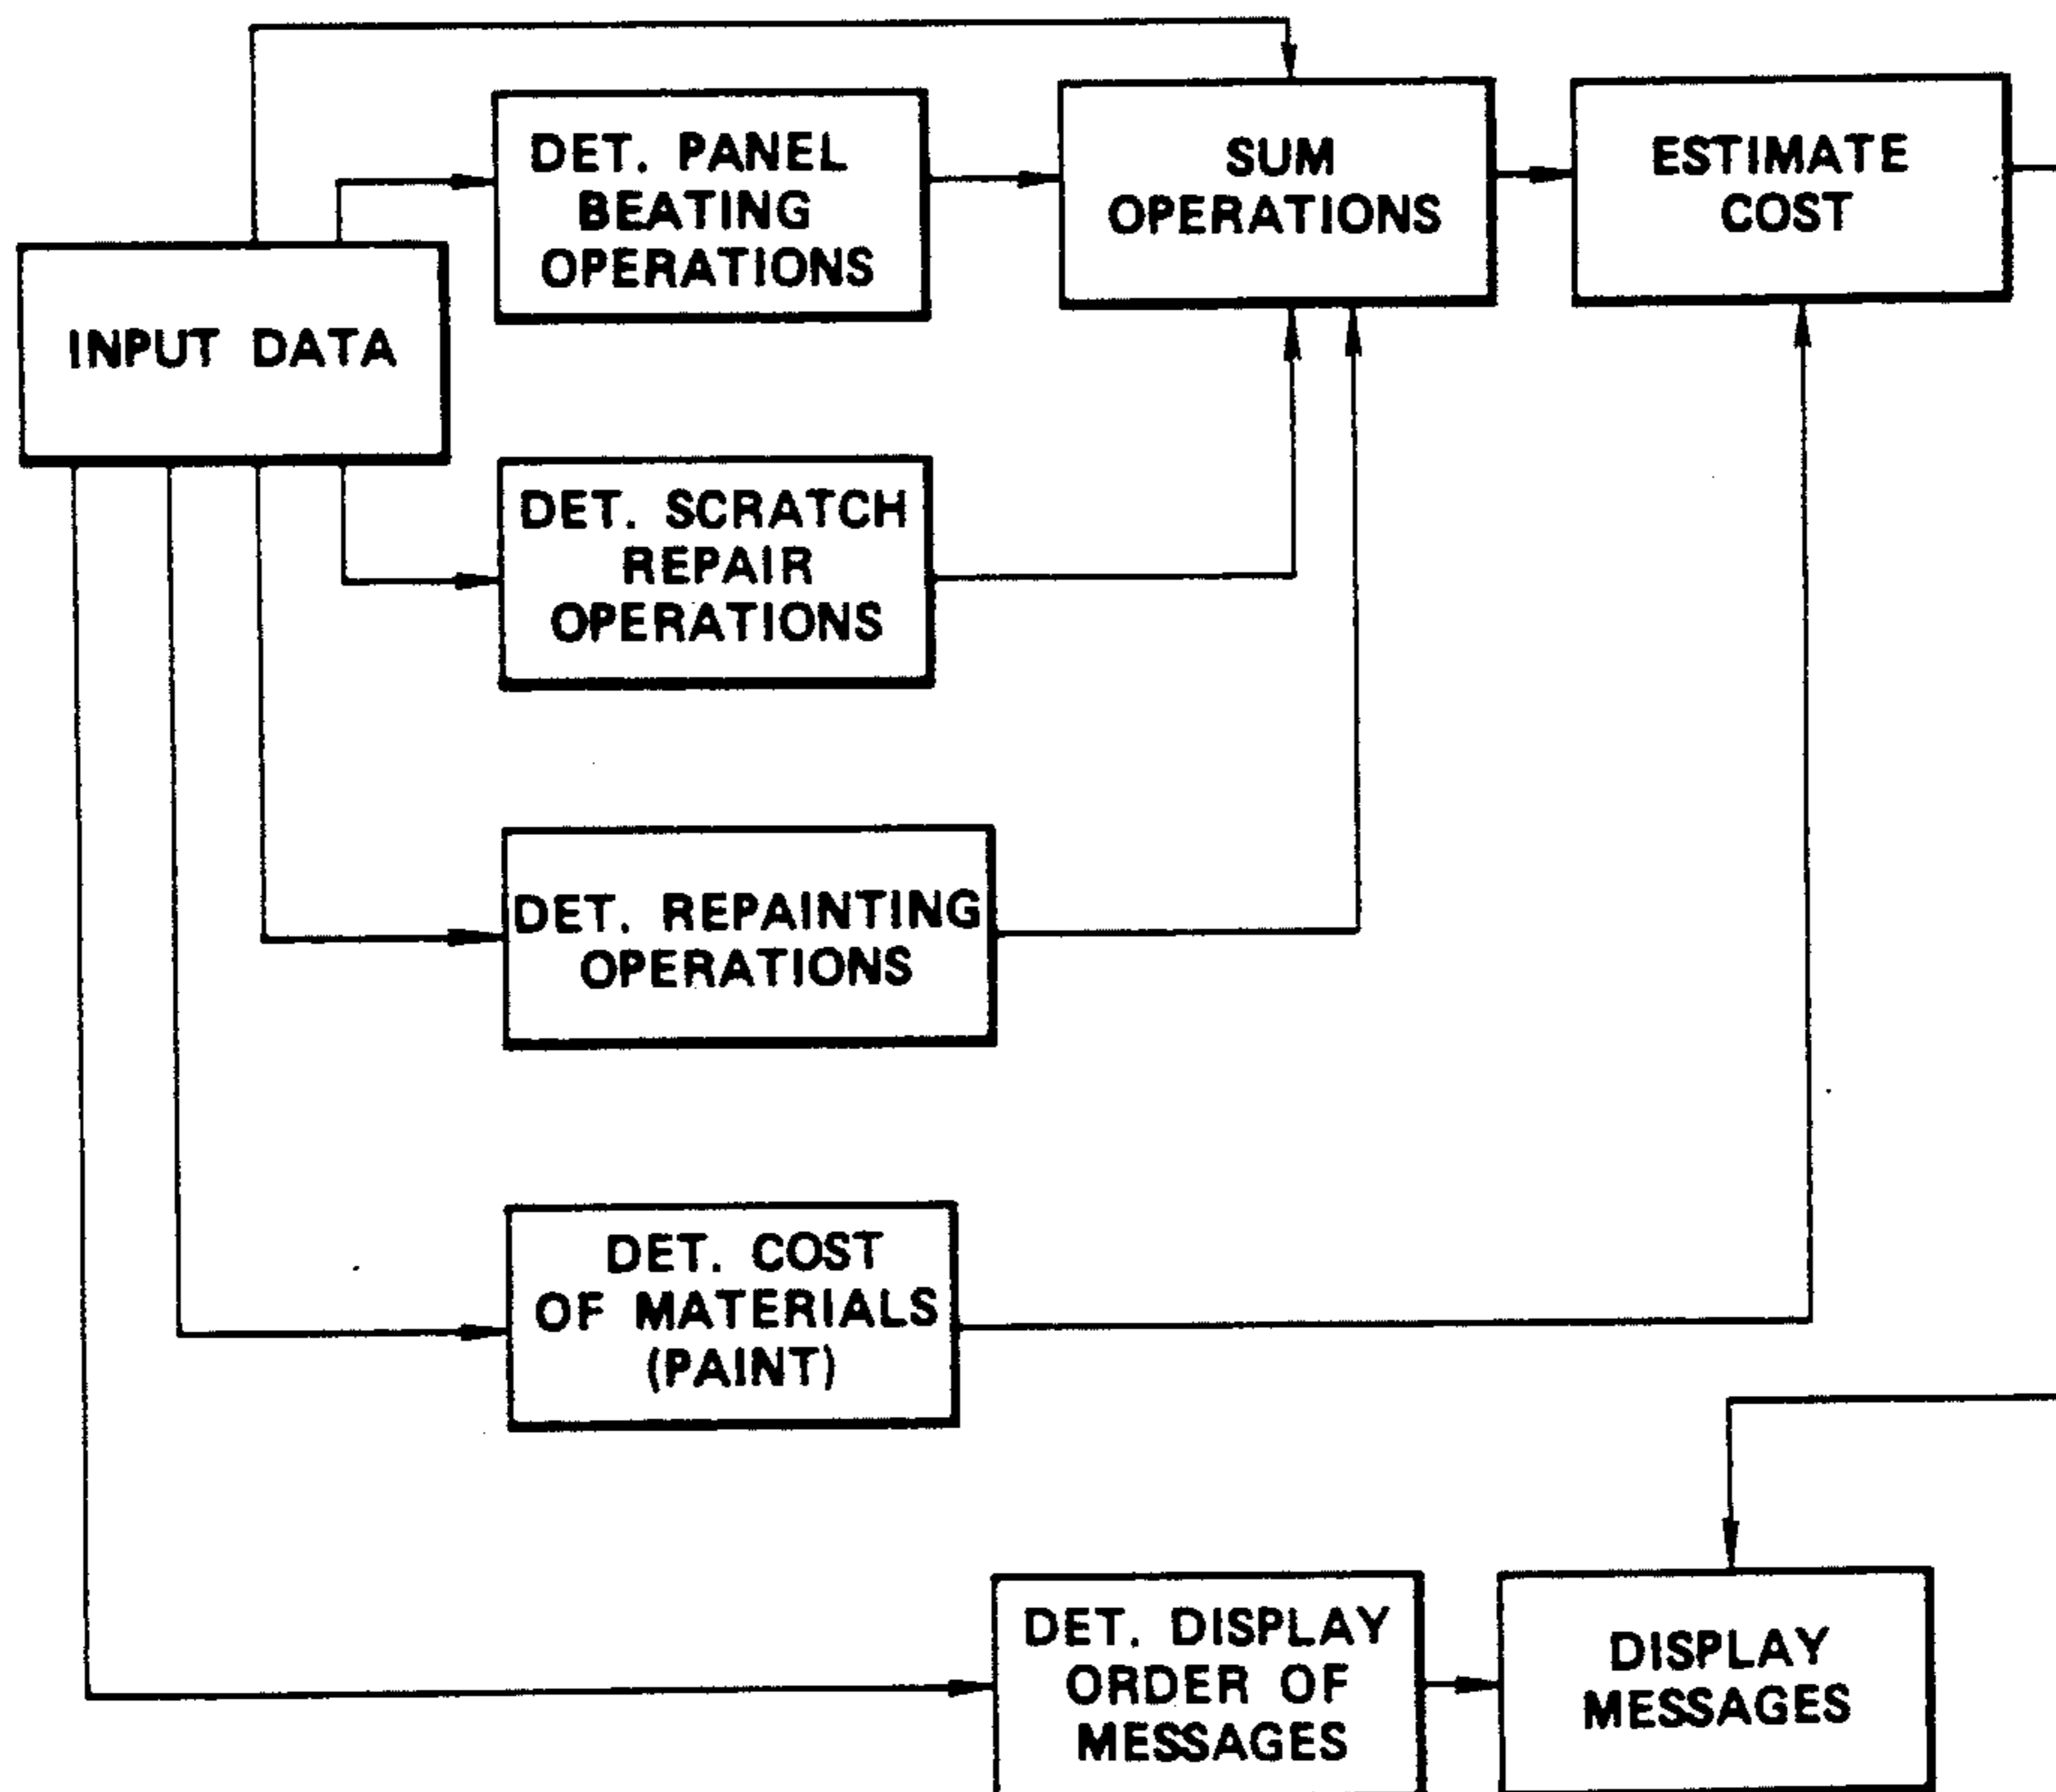 DET. PANEL
BEATING
OPERATIONS
SUM
OPERATIONS
ESTIMATE
COST
INPUT DATA
DET. SCRATCH
REPAIR
OPERATIONS
DET. REPAINTING
OPERATIONS
DET. COST
OF MATERIALS
(PAINT)
DET. DISPLAY
ORDER OF
MESSAGES
DISPLAY
MESSAGES